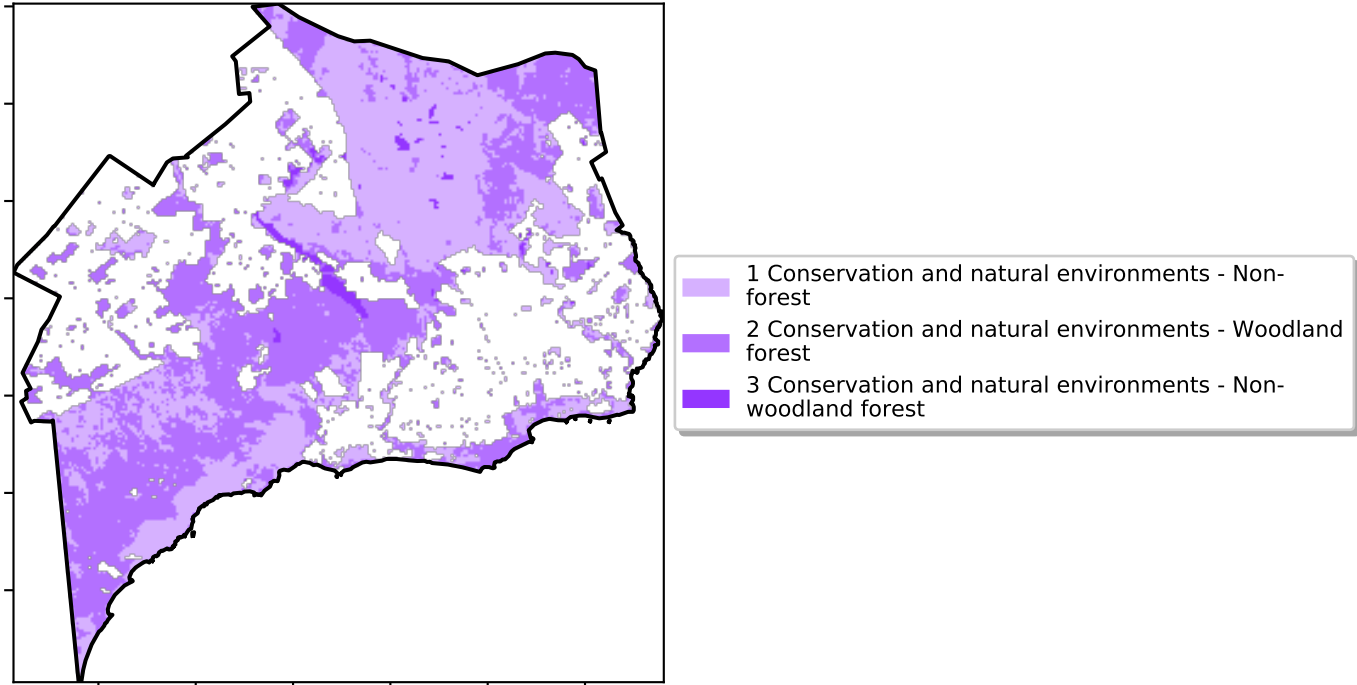 1 Conservation and natural environments - Non-
forest
2 Conservation and natural environments - Woodland
forest
3 Conservation and natural environments - Non-
woodland forest